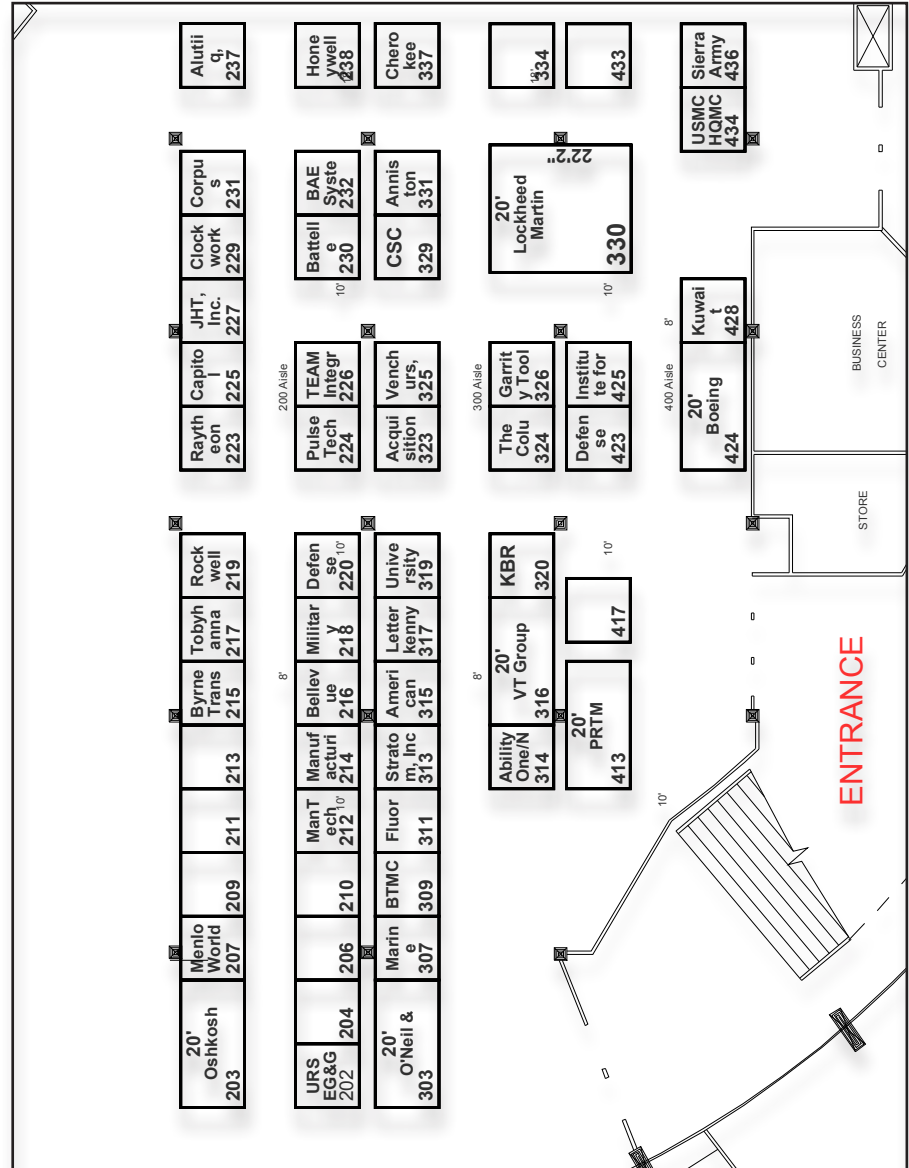 Alutii
q,
237
Hone
ywell
238
Chero
kee
337
334
433
Sierra
Army
436
USMC
HQMC
434
Corpu
s
231
BAE
Syste
232
Annis
ton
331
20'
Lockheed
Martin
22'2"
330
Clock
work
229
Battell
e
230
CSC
329
10'
10'
JHT,
Inc.
227
Kuwai
t
428
8'
BUSINESS
CENTER
Capito
l
225
200 Aisle
TEAM
Integr
226
Vench
urs,
325
300 Aisle
Garrit
y Tool
326
Institu
te for
425
400 Aisle
20'
Boeing
424
Rayth
eon
223
Pulse
Tech
224
Acqui
sition
323
The
Colu
324
Defen
se
423
STORE
Rock
well
219
Defen
se
220
10'
Unive
rsity
319
KBR
320
10'
Tobyh
anna
217
Militar
y
218
Letter
kenny
317
20'
VT Group
316
417
Byrne
Trans
215
8'
Bellev
ue
216
Ameri
can
315
8'
20'
PRTM
413
ENTRANCE
213
Manuf
acturi
214
Strato
m, Inc
313
Ability
One/N
314
211
ManT
ech
212
10'
Fluor
311
10'
209
210
BTMC
309
Menlo
World
207
206
Marin
e
307
20'
Oshkosh
203
204
URS
EG&G
202
20'
O'Neil &
303